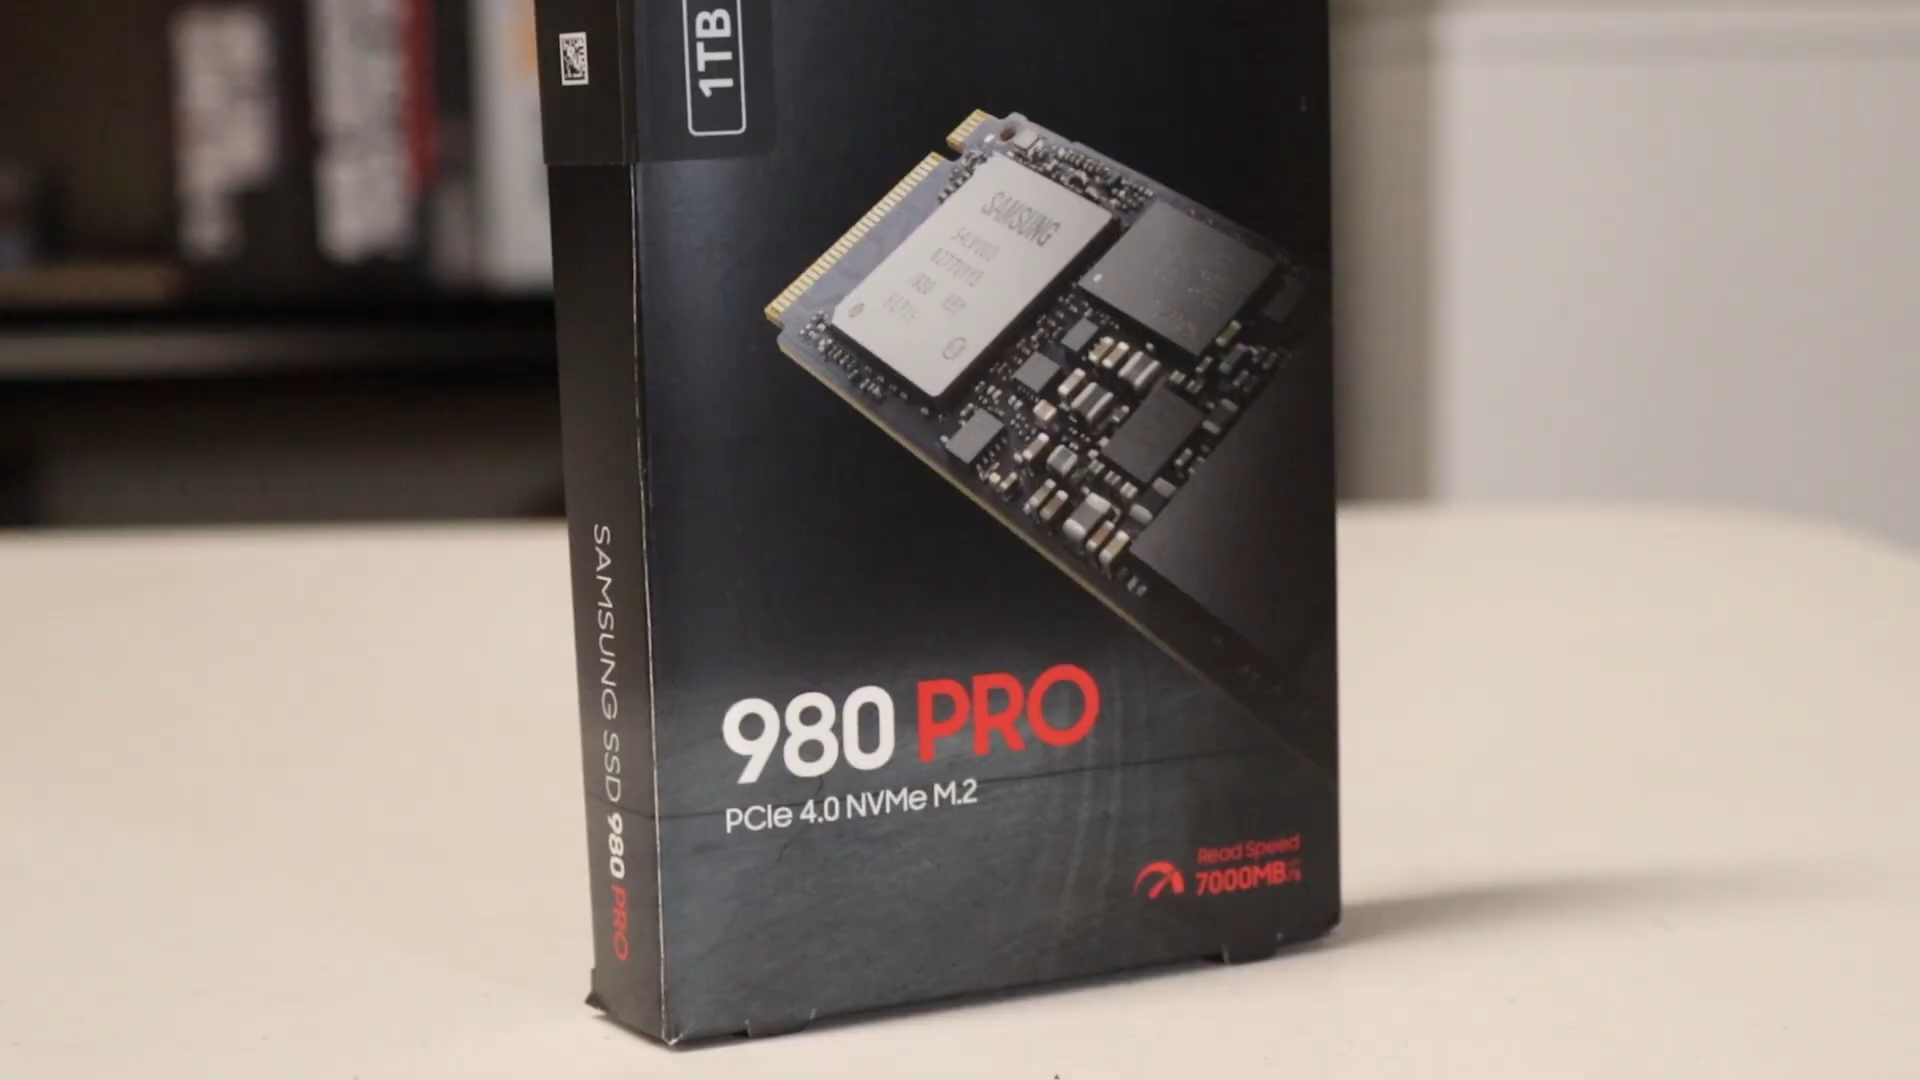 1TB
SAMSUNG
980 PRO
PCIe 4.0 NVMe M.2
Read Speed
7000MB
SAMSUNG SSD 980 PRO